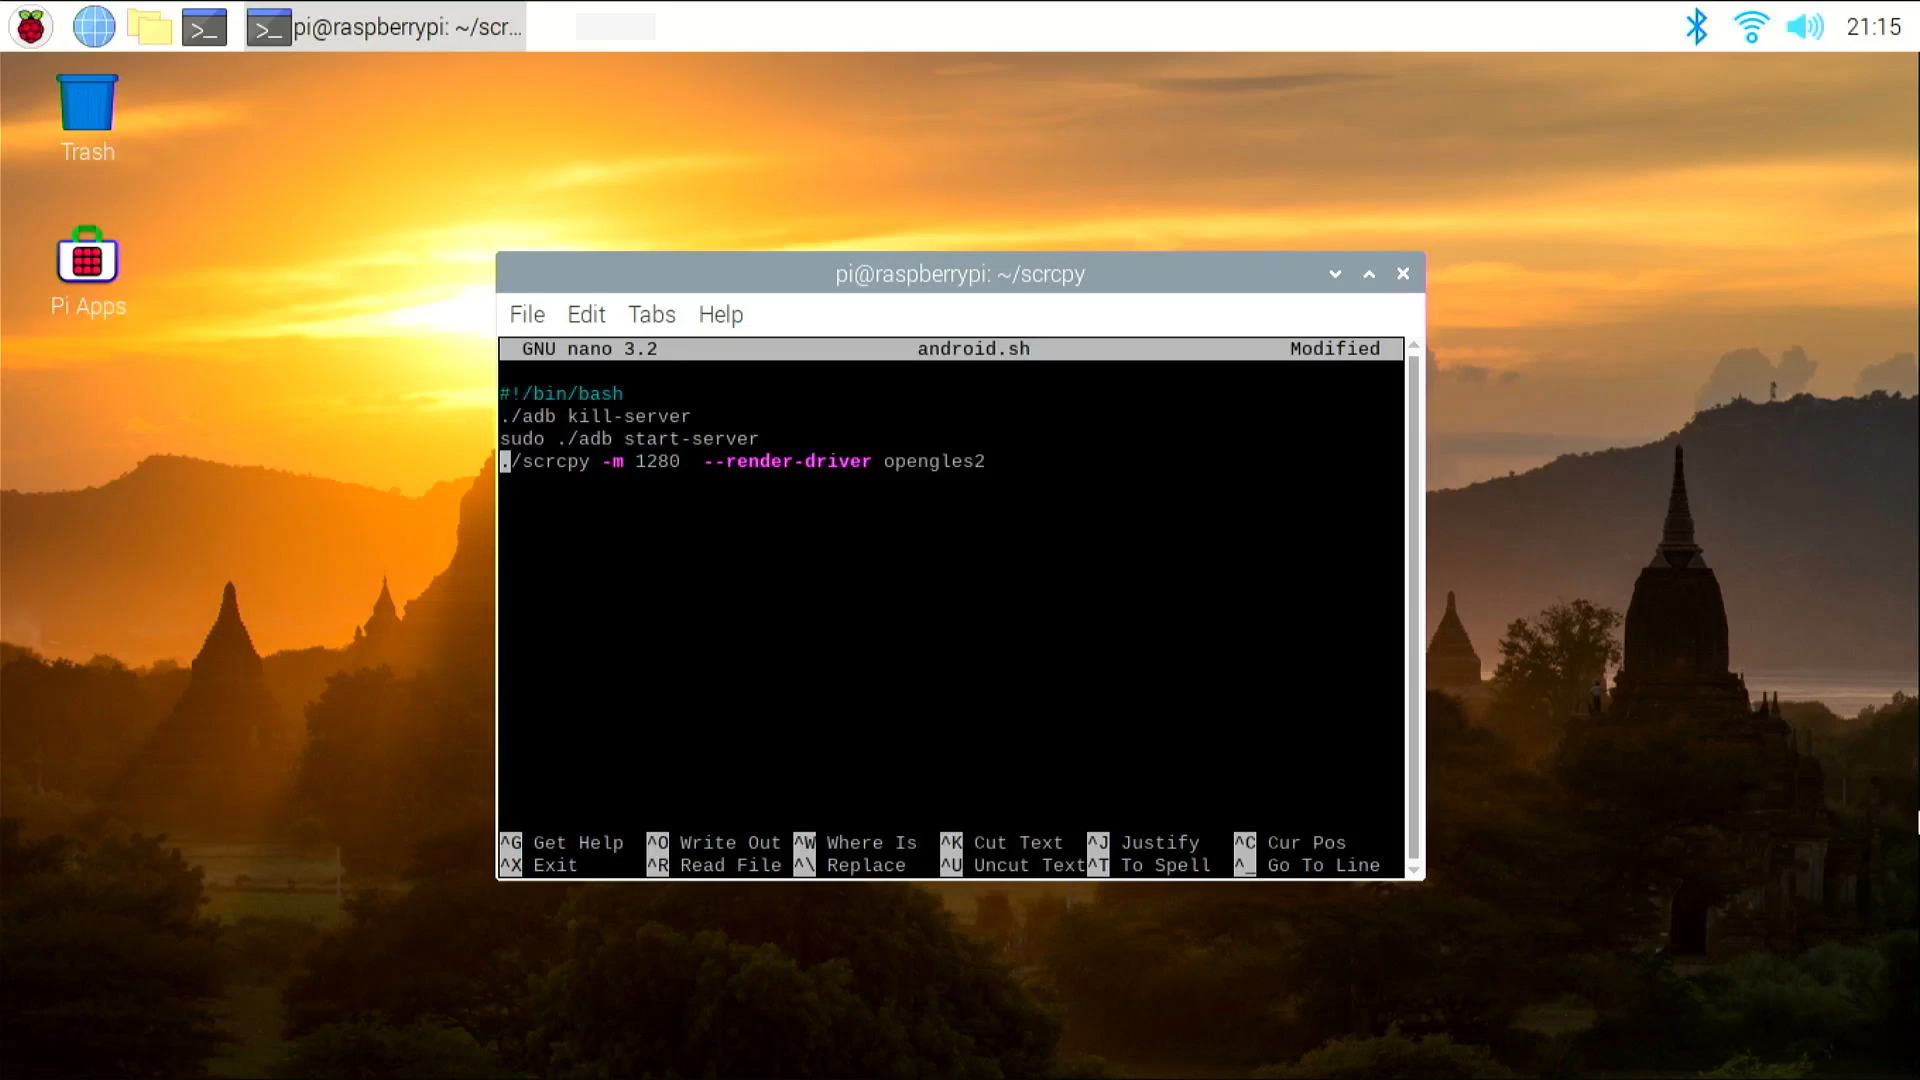 pi@raspberrypi: ~/scr...
21:15
Trash
Pi Apps
pi@raspberrypi: ~/scrcpy
File Edit Tabs Help
GNU nano 3.2 android.sh Modified
#!/bin/bash
./adb kill-server
sudo ./adb start-server
./scrcpy -m 1280  --render-driver opengles2
^G Get Help ^O Write Out ^W Where Is ^K Cut Text ^J Justify ^C Cur Pos
^X Exit ^R Read File ^\ Replace ^U Uncut Text ^T To Spell ^_ Go To Line